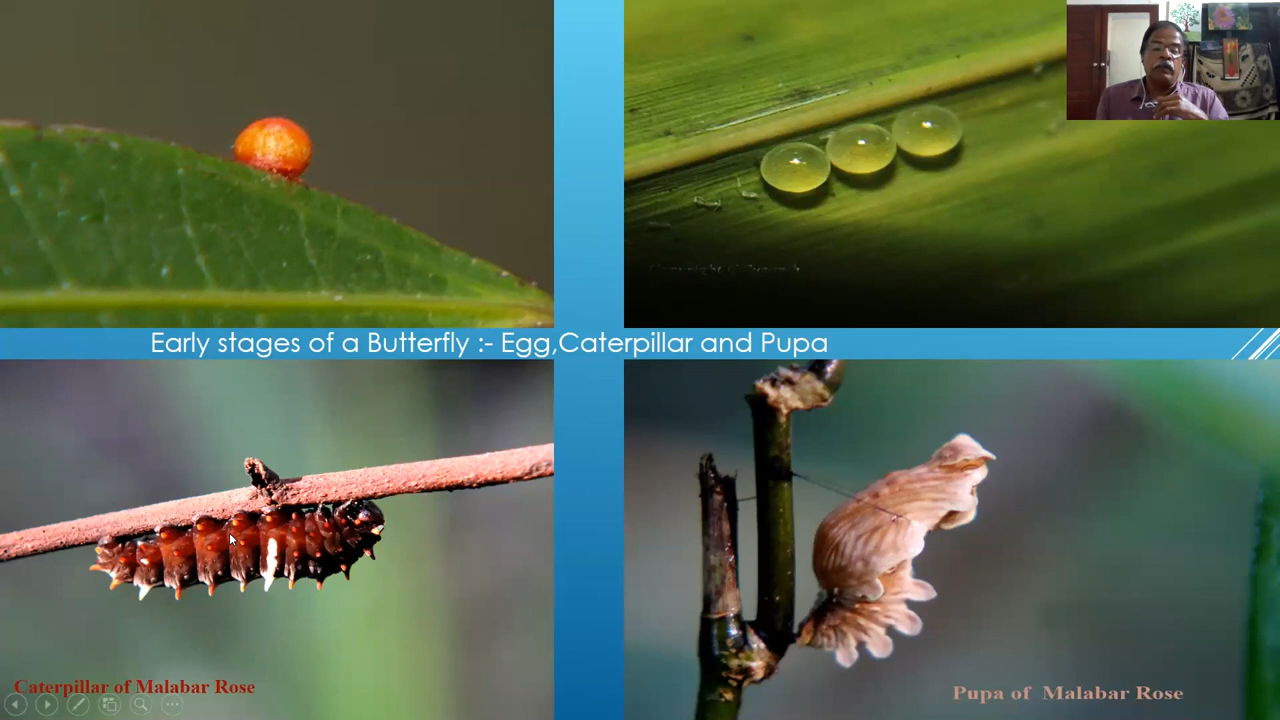 Early stages of a Butterfly :- Egg,Caterpillar and Pupa
Caterpillar of Malabar Rose
Pupa of Malabar Rose